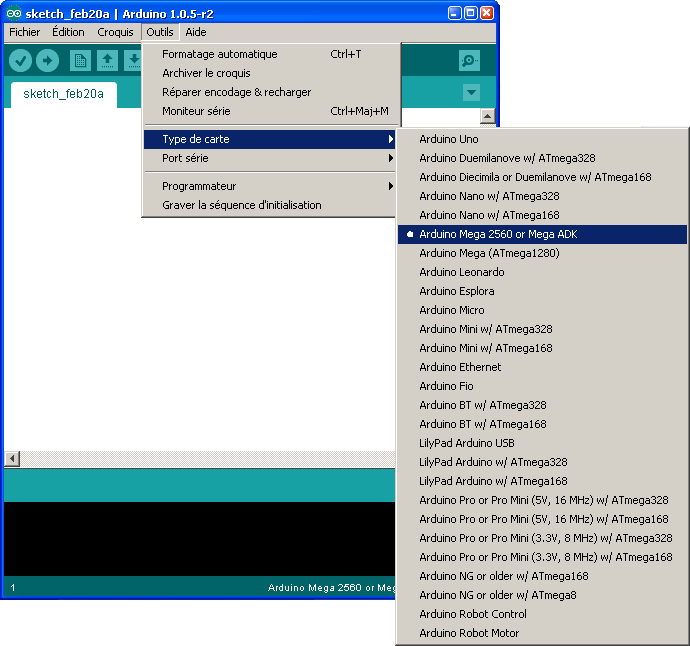 sketch_feb20a | Arduino 1.0.5-r2
Fichier Édition Croquis Outils Aide
sketch_feb20a
Formatage automatique Ctrl+T
Archiver le croquis
Réparer encodage & recharger
Moniteur série Ctrl+Maj+M
Type de carte
Port série
Programmateur
Graver la séquence d'initialisation
Arduino Uno
Arduino Duemilanove w/ ATmega328
Arduino Diecimila or Duemilanove w/ ATmega168
Arduino Nano w/ ATmega328
Arduino Nano w/ ATmega168
Arduino Mega 2560 or Mega ADK
Arduino Mega (ATmega1280)
Arduino Leonardo
Arduino Esplora
Arduino Micro
Arduino Mini w/ ATmega328
Arduino Mini w/ ATmega168
Arduino Ethernet
Arduino Fio
Arduino BT w/ ATmega328
Arduino BT w/ ATmega168
LilyPad Arduino USB
LilyPad Arduino w/ ATmega328
LilyPad Arduino w/ ATmega168
Arduino Pro or Pro Mini (5V, 16 MHz) w/ ATmega328
Arduino Pro or Pro Mini (5V, 16 MHz) w/ ATmega168
Arduino Pro or Pro Mini (3.3V, 8 MHz) w/ ATmega328
Arduino Pro or Pro Mini (3.3V, 8 MHz) w/ ATmega168
Arduino NG or older w/ ATmega168
Arduino NG or older w/ ATmega8
Arduino Robot Control
Arduino Robot Motor
1 Arduino Mega 2560 or Meg